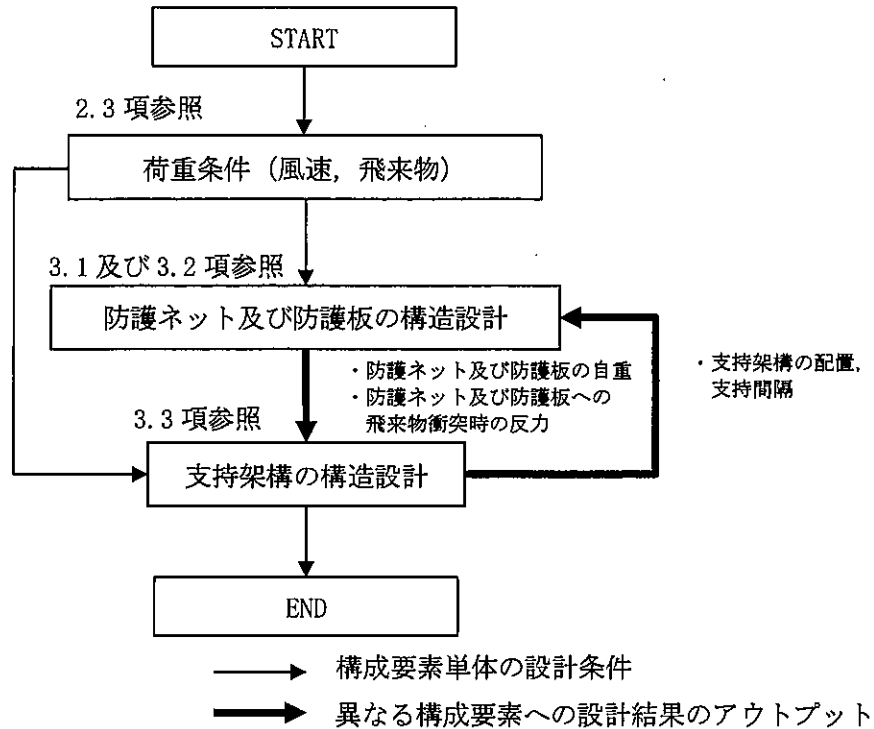 START
2.3 項参照
荷重条件（風速，飛来物）
3.1 及び 3.2 項参照
防護ネット及び防護板の構造設計
・防護ネット及び防護板の自重
・防護ネット及び防護板への
飛来物衝突時の反力
・支持架構の配置，
支持間隔
3.3 項参照
支持架構の構造設計
END
構成要素単体の設計条件
異なる構成要素への設計結果のアウトプット